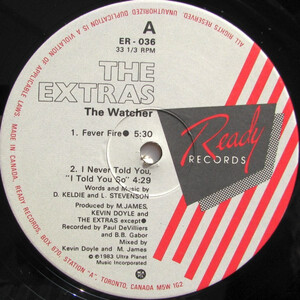 A
ER - 036
33 1/3 RPM
THE
EXTRAS
The Watcher
1. Fever Fire● 5:30
2. I Never Told You,
"I Told You So" 4:29
Words and Music by
D. KELDIE and L. STEVENSON
Produced by M.JAMES,
KEVIN DOYLE and
THE EXTRAS except●
Recorded by Paul DeVilliers
and B.B. Gabor
Mixed by
Kevin Doyle and M. James
℗ 1983 Ultra Planet
Music Incorporated
Ready
RECORDS
ALL RIGHTS RESERVED. UNAUTHORIZED DUPLICATION IS A VIOLATION OF APPLICABLE LAWS. MADE IN CANADA. READY RECORDS, BOX 670, STATION "A", TORONTO, CANADA M5W 1G2